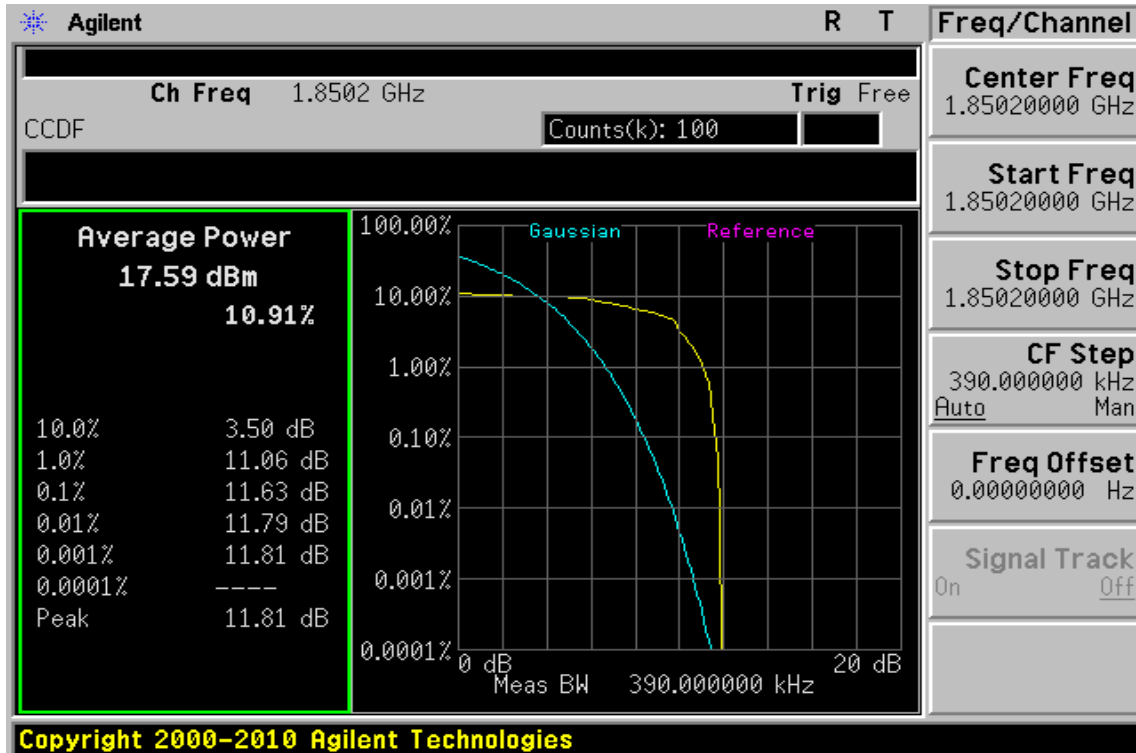 Agilent R T Freq/Channel
Ch Freq 1.8502 GHz Trig Free
CCDF Counts(k): 100
Average Power
17.59 dBm
10.91%
10.0% 3.50 dB
1.0% 11.06 dB
0.1% 11.63 dB
0.01% 11.79 dB
0.001% 11.81 dB
0.0001% ----
Peak 11.81 dB
Gaussian Reference
100.00%
10.00%
1.00%
0.10%
0.01%
0.001%
0.0001%
0 dB 20 dB
Meas BW 390.000000 kHz
Center Freq
1.85020000 GHz
Start Freq
1.85020000 GHz
Stop Freq
1.85020000 GHz
CF Step
390.000000 kHz
Auto Man
Freq Offset
0.00000000 Hz
Signal Track
On Off
Copyright 2000-2010 Agilent Technologies